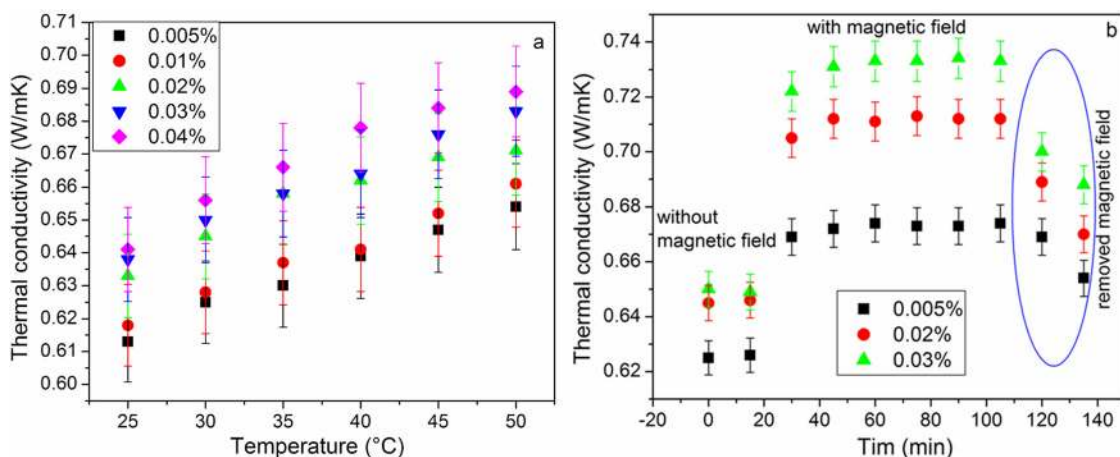 a
0.005%
0.01%
0.02%
0.03%
0.04%
Thermal conductivity (W/mK)
0.71
0.70
0.69
0.68
0.67
0.66
0.65
0.64
0.63
0.62
0.61
0.60
25 30 35 40 45 50
Temperature (°C)
b
with magnetic field
without
magnetic field
removed magnetic field
0.005%
0.02%
0.03%
Thermal conductivity (W/mK)
0.74
0.72
0.70
0.68
0.66
0.64
0.62
-20 0 20 40 60 80 100 120 140
Tim (min)